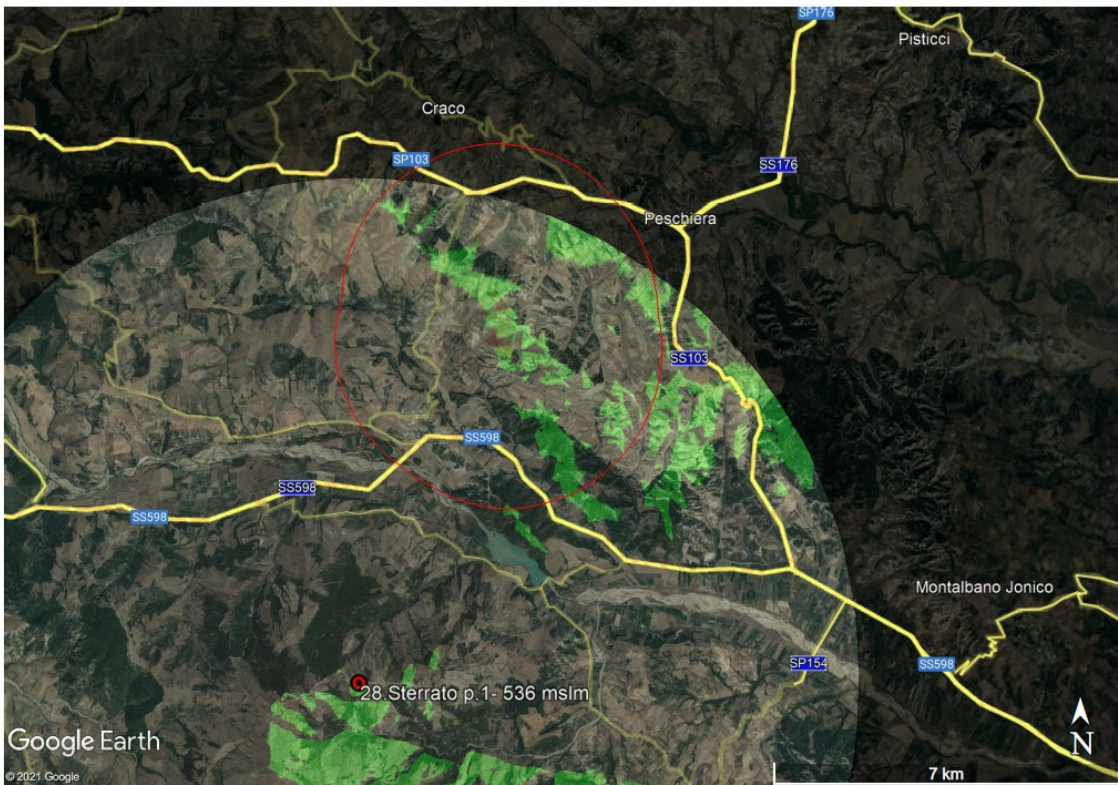 SP176
Pisticci
Craco
SP103
SS176
Peschiera
SS103
SS598
SS598
SS598
Montalbano Jonico
SP154
SS598
28 Sterrato p.1- 536 mslm
Google Earth
N
© 2021 Google
7 km